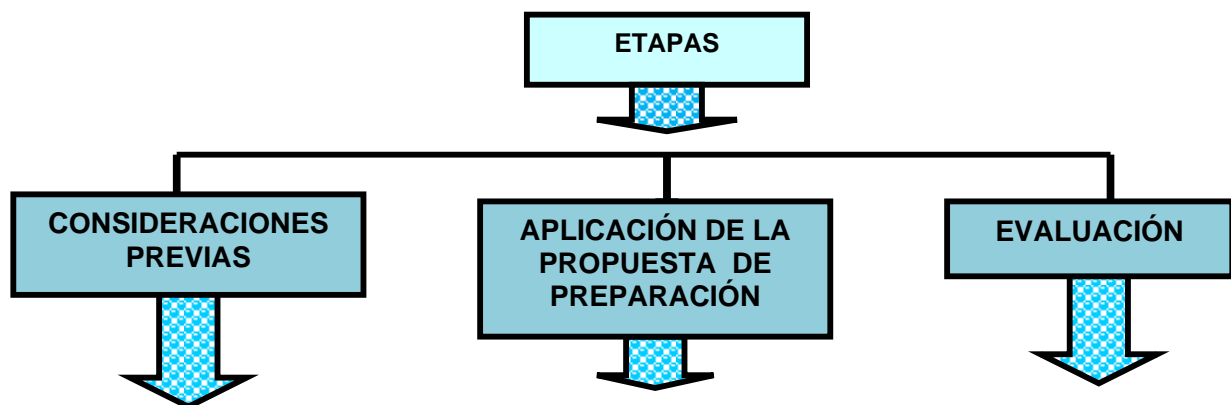 ETAPAS
CONSIDERACIONES
PREVIAS
APLICACIÓN DE LA
PROPUESTA DE
PREPARACIÓN
EVALUACIÓN